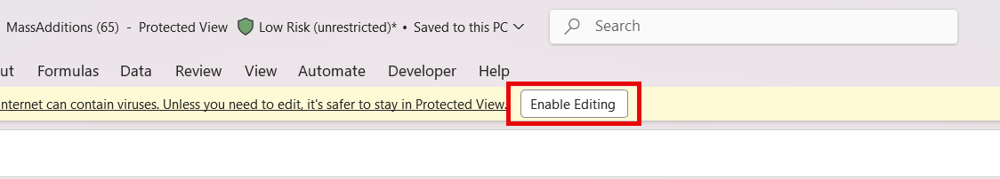 MassAdditions (65) - Protected View Low Risk (unrestricted)* • Saved to this PC Search
ut Formulas Data Review View Automate Developer Help
nternet can contain viruses. Unless you need to edit, it's safer to stay in Protected View. Enable Editing